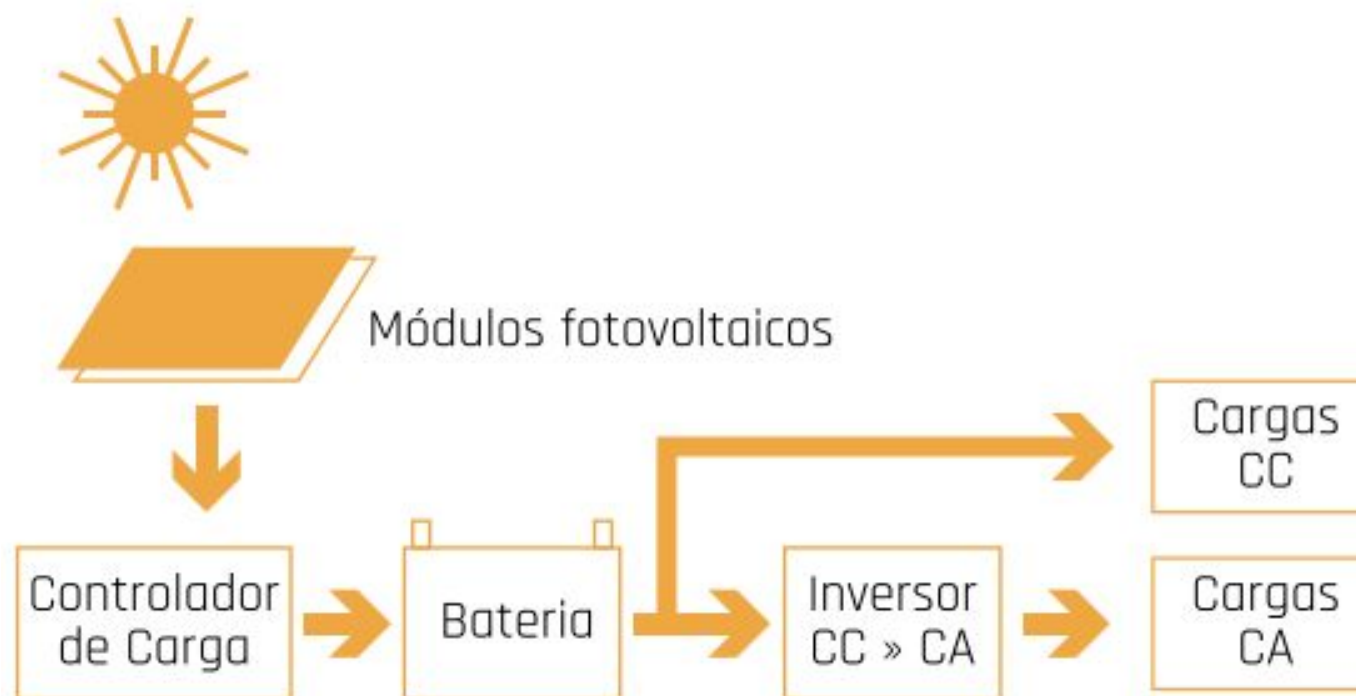 Módulos fotovoltaicos
Cargas
CC
Controlador
de Carga
Bateria
Inversor
CC » CA
Cargas
CA